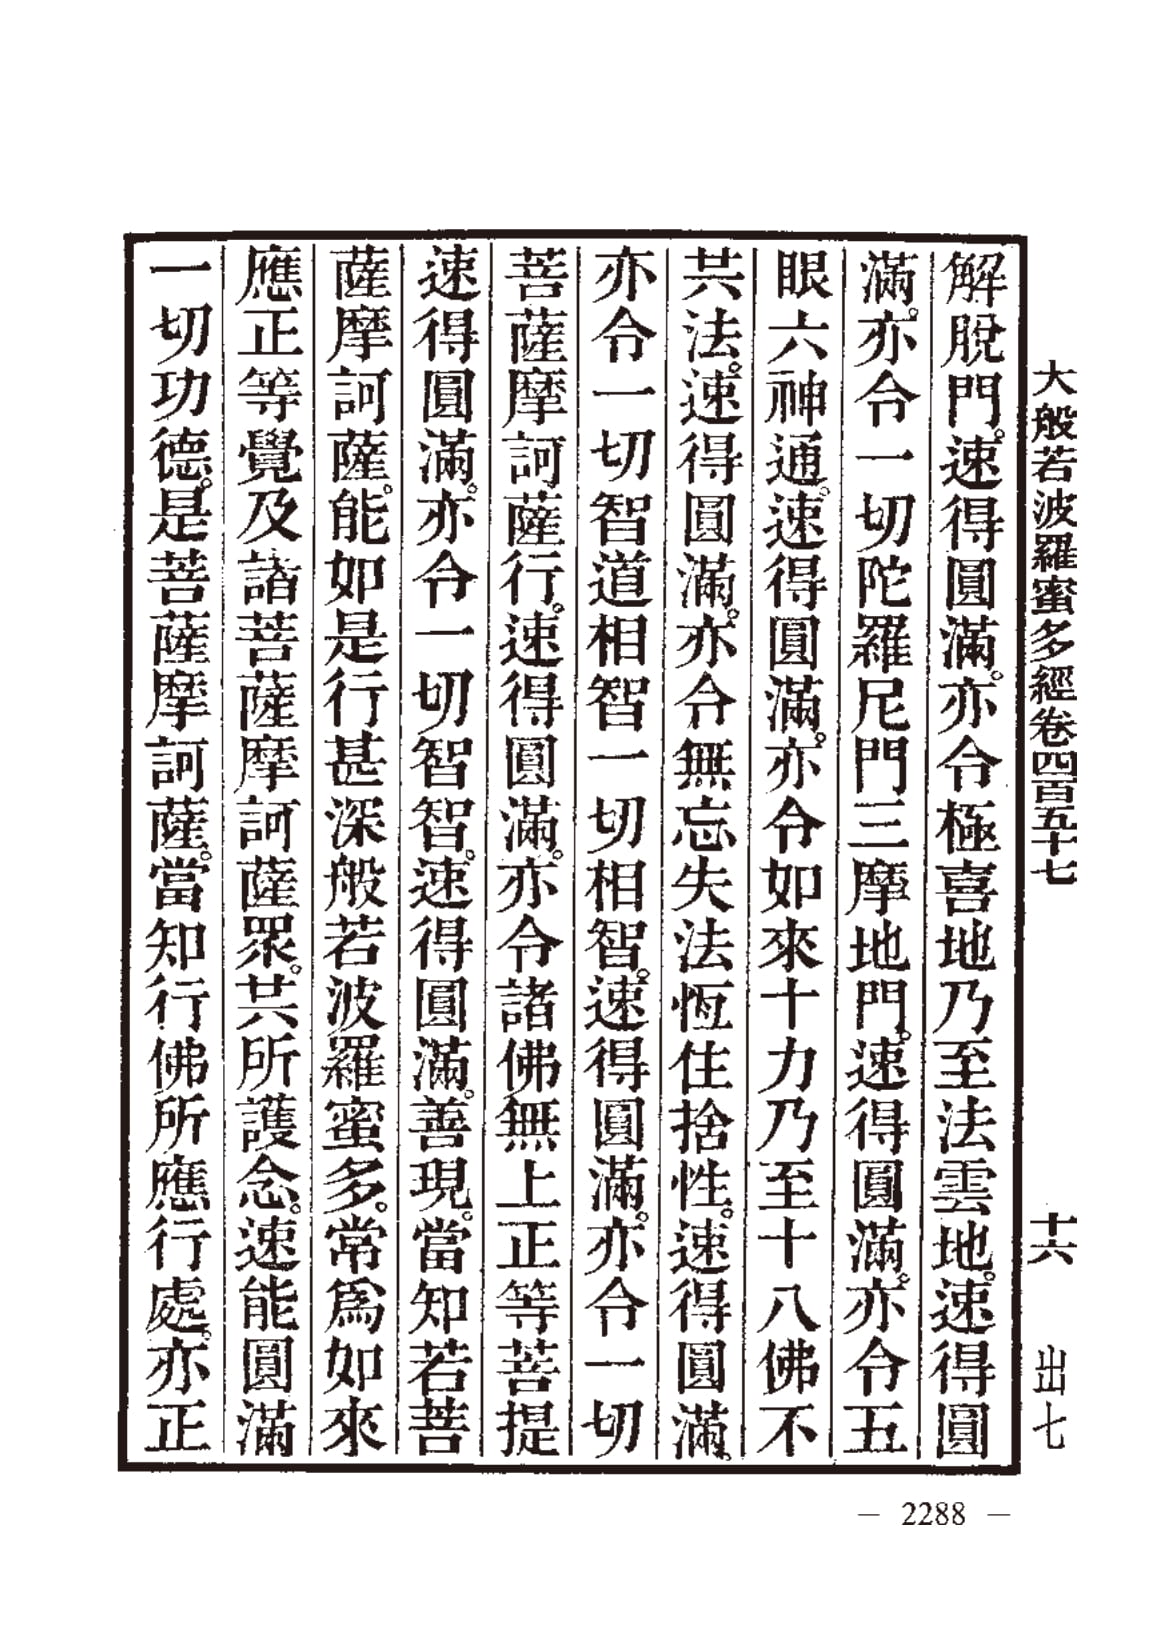 大般若波羅蜜多經卷四百五十七 十六 出七
解脫門。速得圓滿。亦令極喜地乃至法雲地。速得圓
滿。亦令一切陀羅尼門三摩地門。速得圓滿。亦令五
眼六神通。速得圓滿。亦令如來十力乃至十八佛不
共法。速得圓滿。亦令無忘失法恆住捨性。速得圓滿。
亦令一切智道相智一切相智。速得圓滿。亦令一切
菩薩摩訶薩行。速得圓滿。亦令諸佛無上正等菩提
速得圓滿。亦令一切智智。速得圓滿。善現。當知若菩
薩摩訶薩。能如是行甚深般若波羅蜜多。常爲如來
應正等覺及諸菩薩摩訶薩眾。共所護念。速能圓滿
一切功德。是菩薩摩訶薩。當知行佛所應行處。亦正
— 2288 —